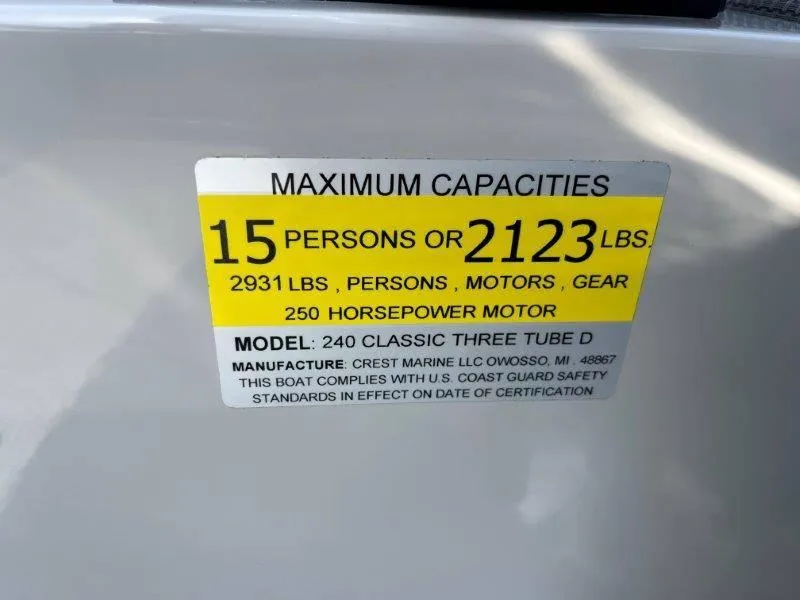 MAXIMUM CAPACITIES
15 PERSONS OR 2123 LBS.
2931 LBS , PERSONS , MOTORS , GEAR
250 HORSEPOWER MOTOR
MODEL: 240 CLASSIC THREE TUBE D
MANUFACTURE: CREST MARINE LLC OWOSSO, MI . 48867
THIS BOAT COMPLIES WITH U.S. COAST GUARD SAFETY
STANDARDS IN EFFECT ON DATE OF CERTIFICATION